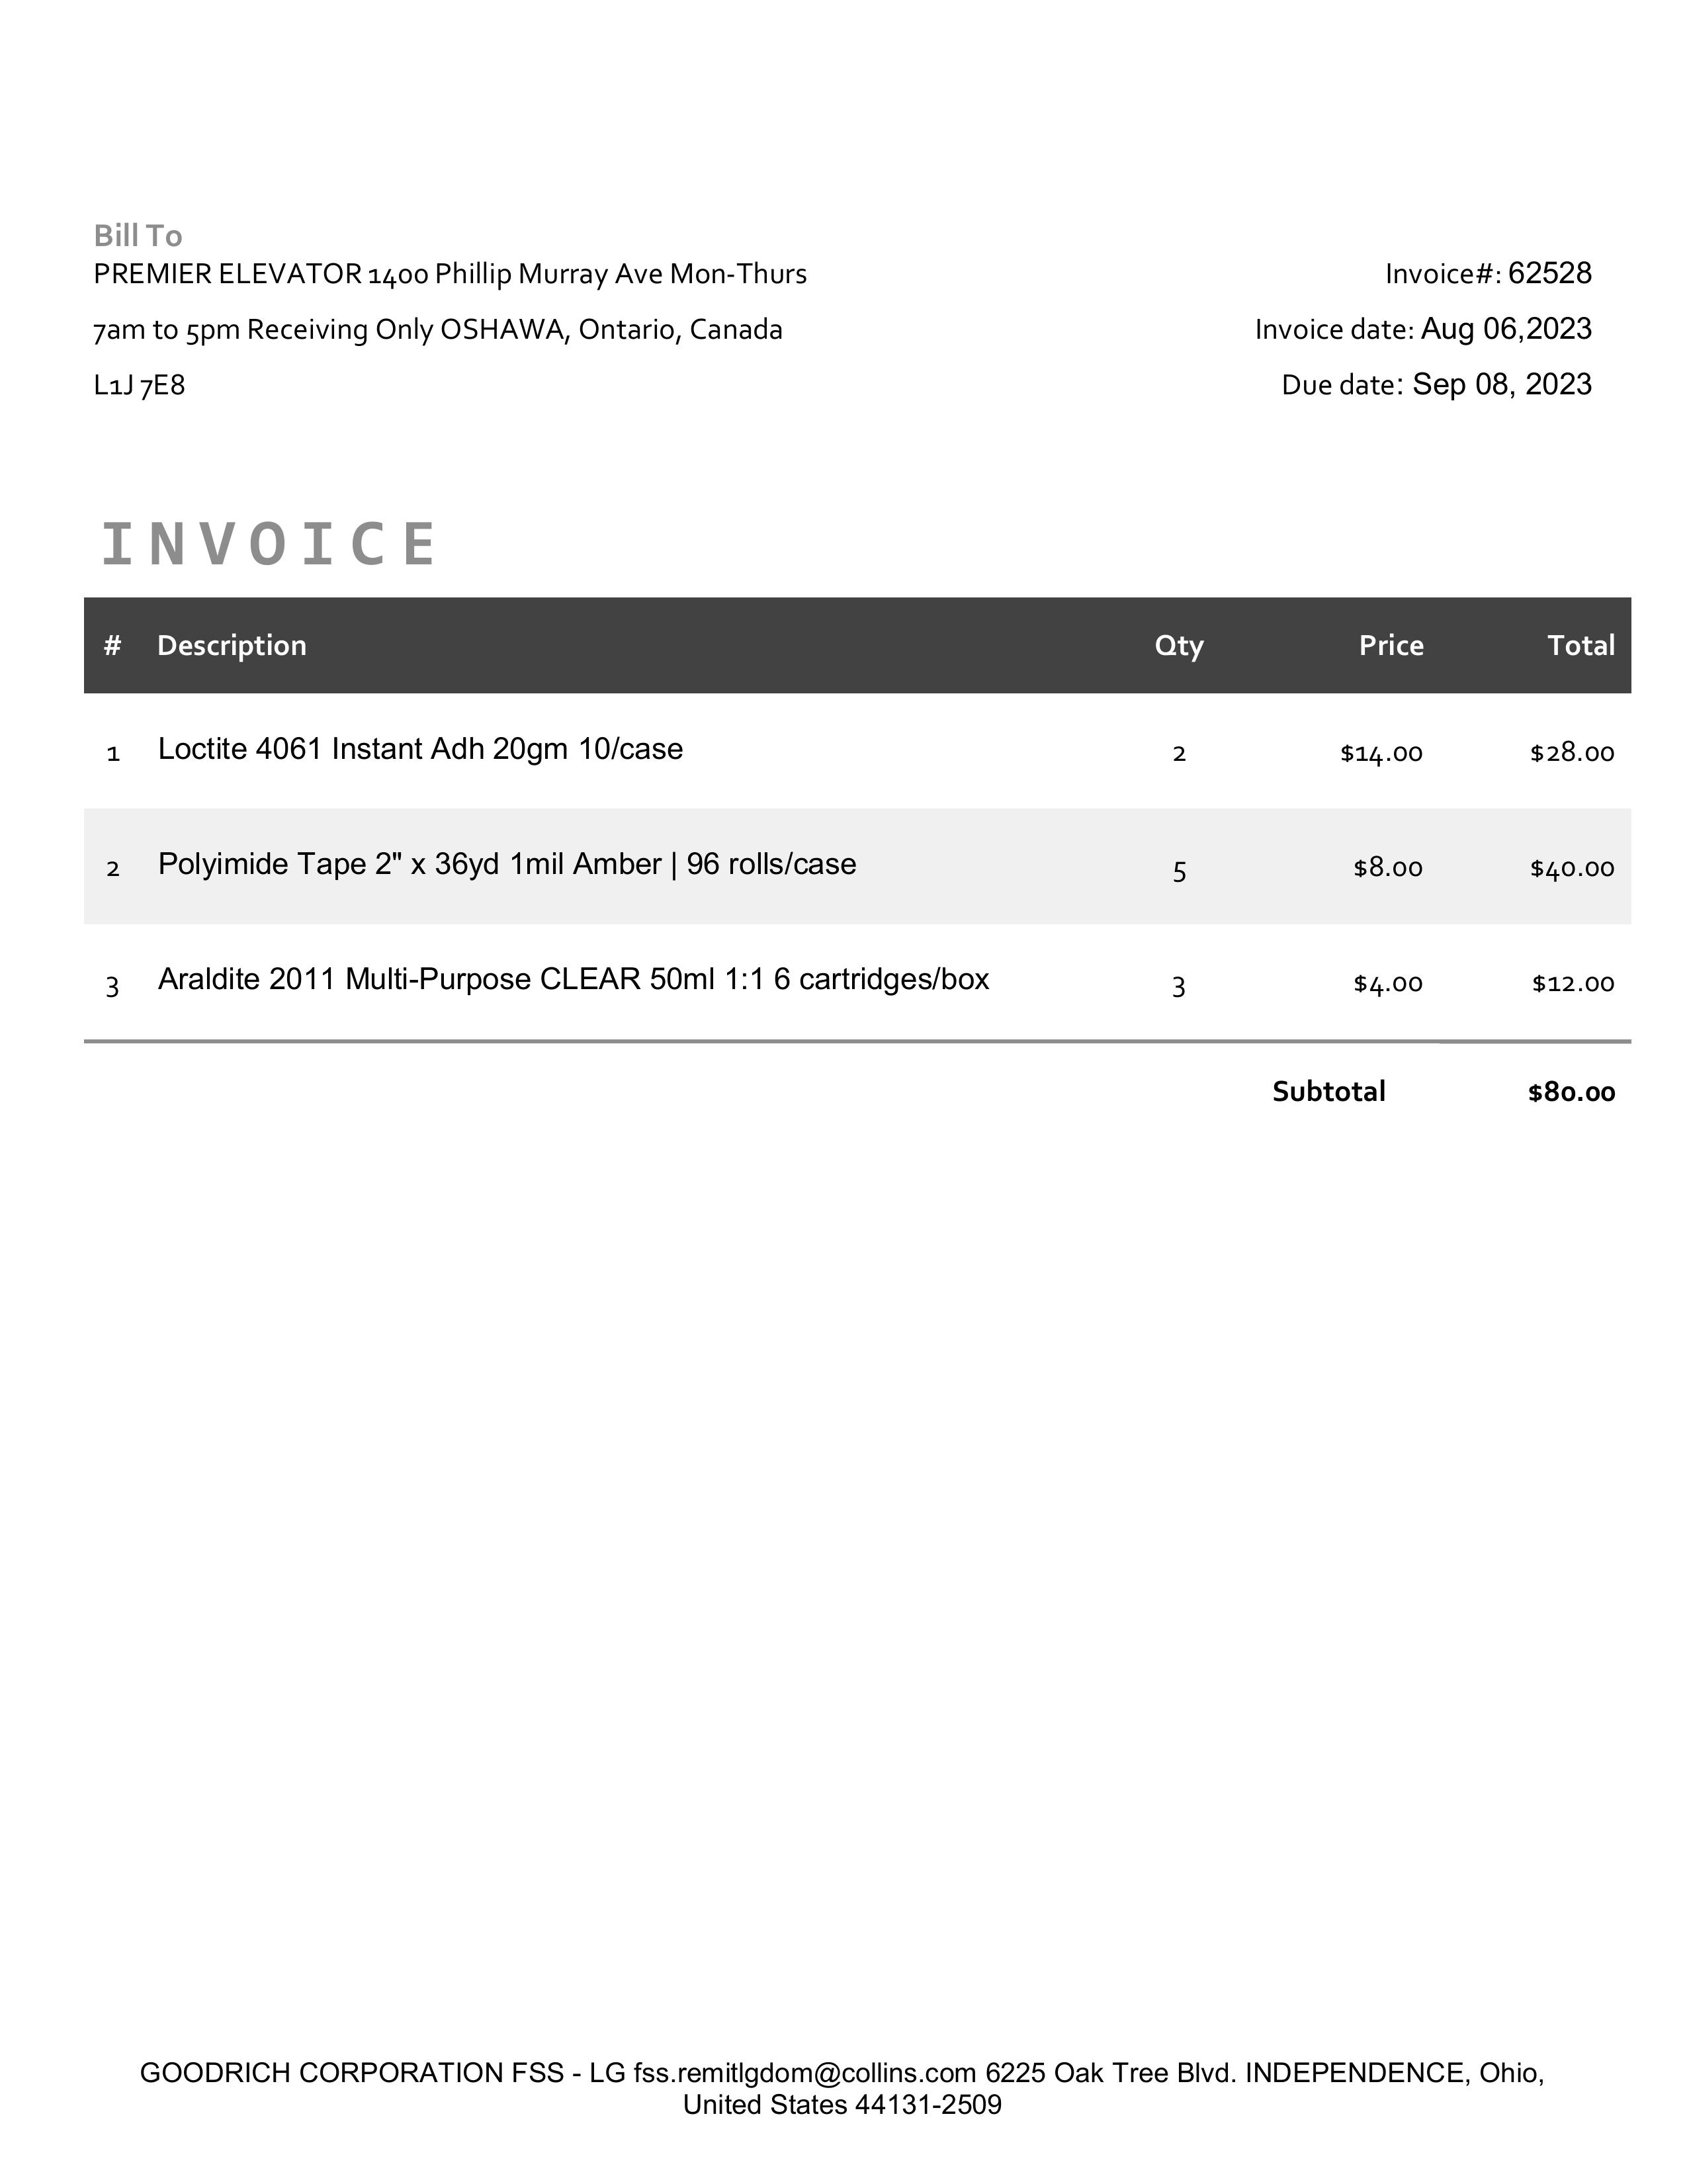 Bill To
PREMIER ELEVATOR 1400 Phillip Murray Ave Mon-Thurs
7am to 5pm Receiving Only OSHAWA, Ontario, Canada
L1J 7E8
Invoice#: 62528
Invoice date: Aug 06,2023
Due date: Sep 08, 2023
INVOICE
# Description Qty Price Total
1 Loctite 4061 Instant Adh 20gm 10/case 2 $14.00 $28.00
2 Polyimide Tape 2" x 36yd 1mil Amber | 96 rolls/case 5 $8.00 $40.00
3 Araldite 2011 Multi-Purpose CLEAR 50ml 1:1 6 cartridges/box 3 $4.00 $12.00
Subtotal $80.00
GOODRICH CORPORATION FSS - LG fss.remitlgdom@collins.com 6225 Oak Tree Blvd. INDEPENDENCE, Ohio,
United States 44131-2509